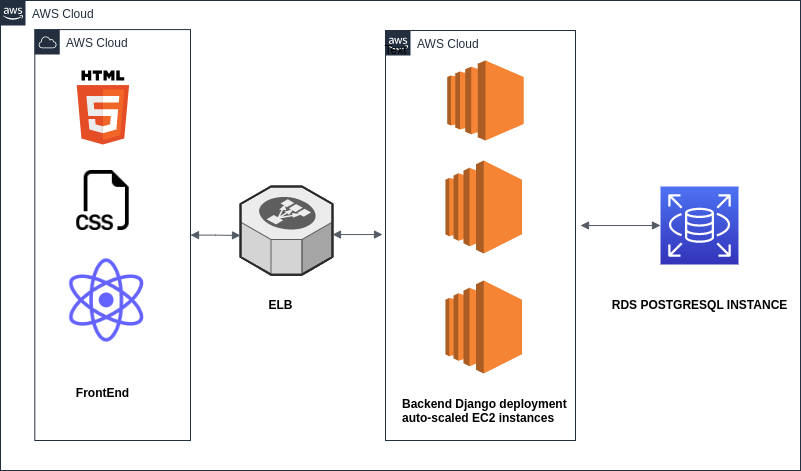 aws
AWS Cloud
AWS Cloud
HTML
5
CSS
FrontEnd
ELB
aws
AWS Cloud
Backend Django deployment
auto-scaled EC2 instances
RDS POSTGRESQL INSTANCE